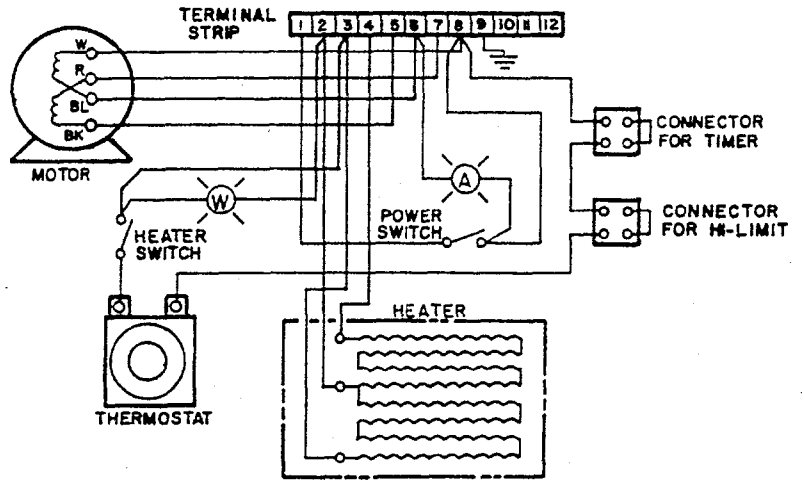 TERMINAL
STRIP
1 2 3 4 5 6 7 8 9 10 11 12
W
R
BL
BK
MOTOR
CONNECTOR
FOR TIMER
W
A
HEATER
SWITCH
POWER
SWITCH
CONNECTOR
FOR HI-LIMIT
HEATER
THERMOSTAT